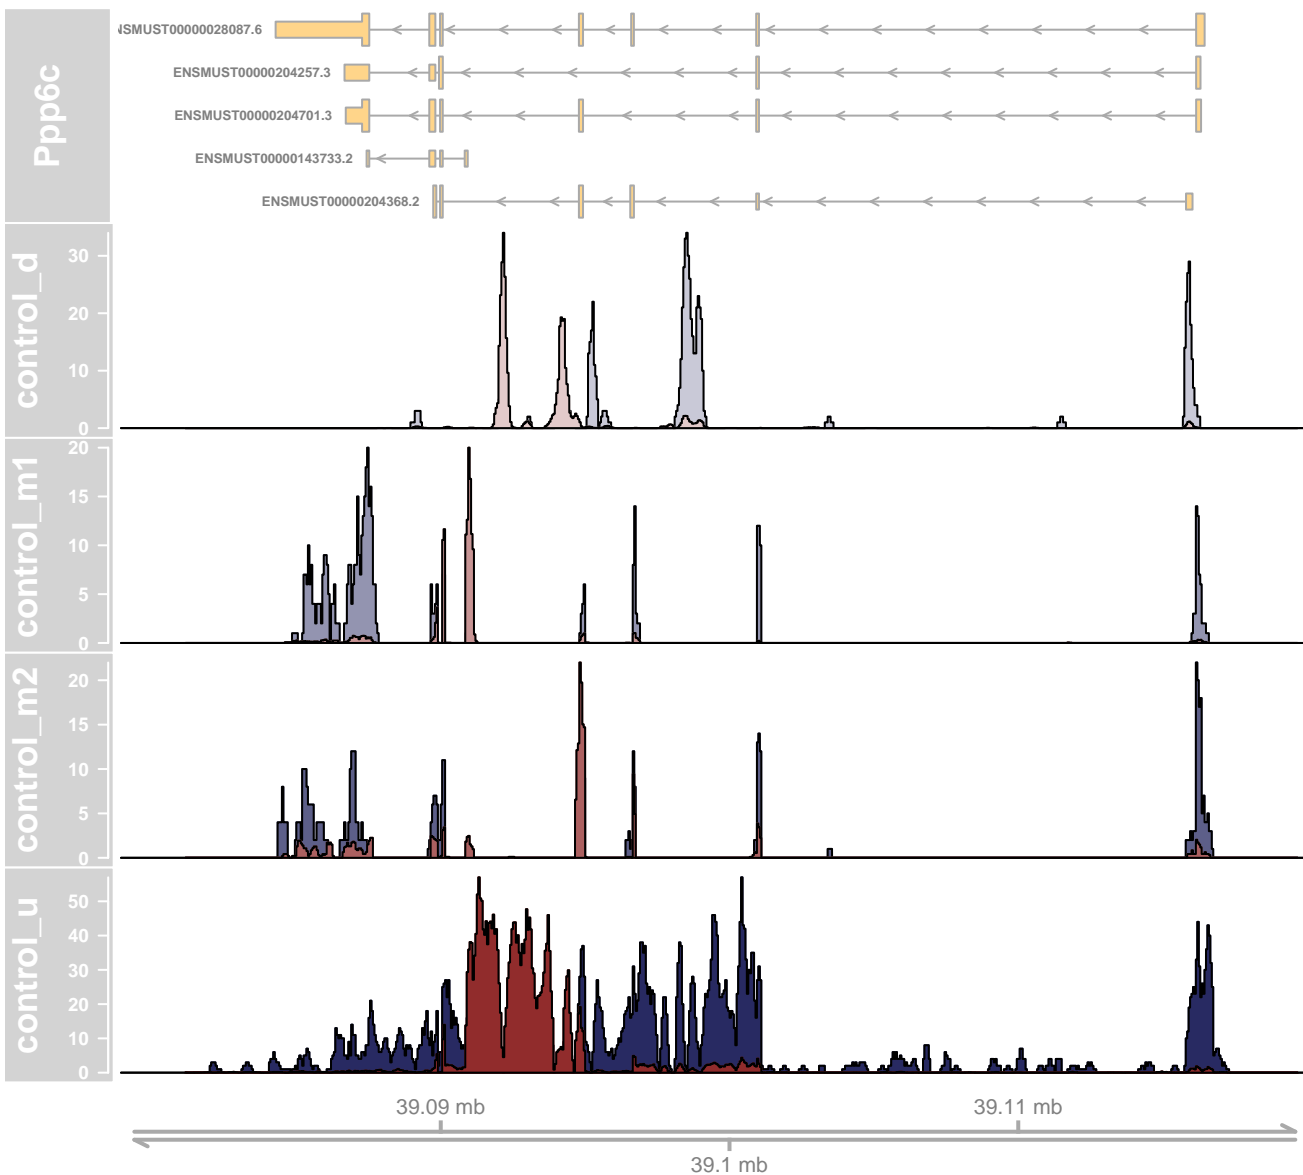 Ppp6c
NSMUST00000028087.6
ENSMUST00000204257.3
ENSMUST00000204701.3
ENSMUST00000143733.2
ENSMUST00000204368.2
control_d
30
20
10
0
control_m1
20
15
10
5
0
control_m2
20
15
10
5
0
control_u
50
40
30
20
10
0
39.09 mb
39.11 mb
39.1 mb